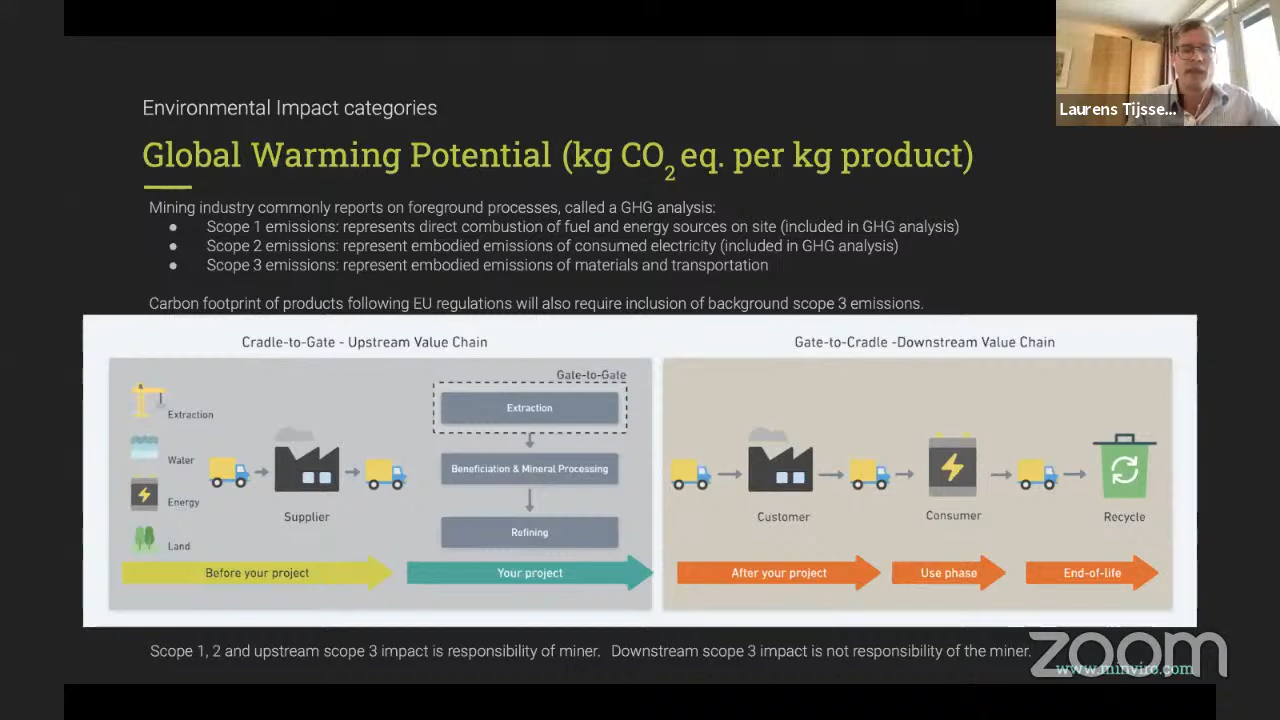 Laurens Tijsse...
Environmental Impact categories
Global Warming Potential (kg CO2 eq. per kg product)
Mining industry commonly reports on foreground processes, called a GHG analysis:
● Scope 1 emissions: represents direct combustion of fuel and energy sources on site (included in GHG analysis)
● Scope 2 emissions: represent embodied emissions of consumed electricity (included in GHG analysis)
● Scope 3 emissions: represent embodied emissions of materials and transportation
Carbon footprint of products following EU regulations will also require inclusion of background scope 3 emissions.
Cradle-to-Gate - Upstream Value Chain
Extraction
Water
Energy
Land
Supplier
Gate-to-Gate
Extraction
Beneficiation & Mineral Processing
Refining
Before your project
Your project
Gate-to-Cradle -Downstream Value Chain
Customer
Consumer
Recycle
After your project
Use phase
End-of-life
Scope 1, 2 and upstream scope 3 impact is responsibility of miner. Downstream scope 3 impact is not responsibility of the miner.
zoom
www.minviro.com